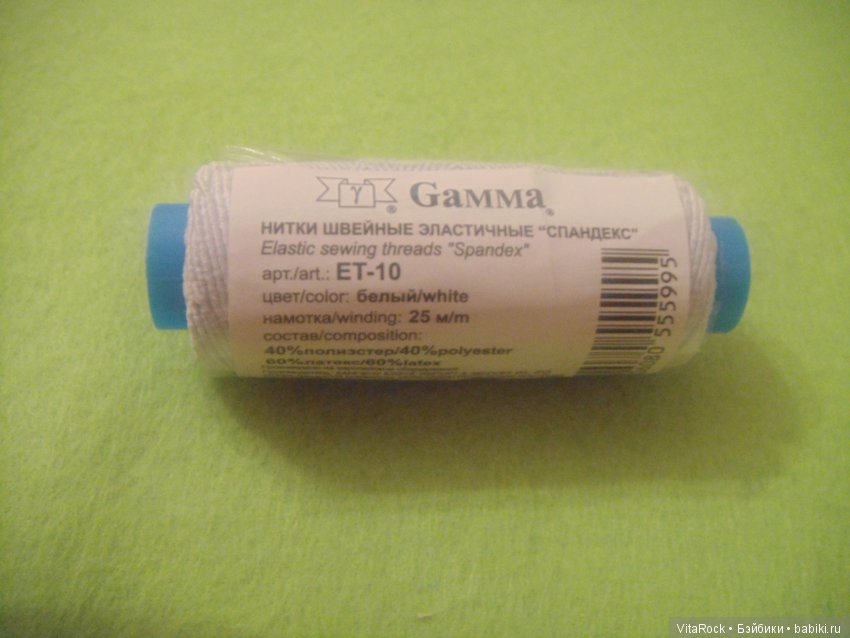 γ ® Gamma®
НИТКИ ШВЕЙНЫЕ ЭЛАСТИЧНЫЕ "СПАНДЕКС"
Elastic sewing threads "Spandex"
арт./art.: ET-10
цвет/color: белый/white
намотка/winding: 25 м/m
состав/composition:
40%полиэстер/40%polyester
60%латекс/60%latex
555995
VitaRock • Бэйбики • babiki.ru